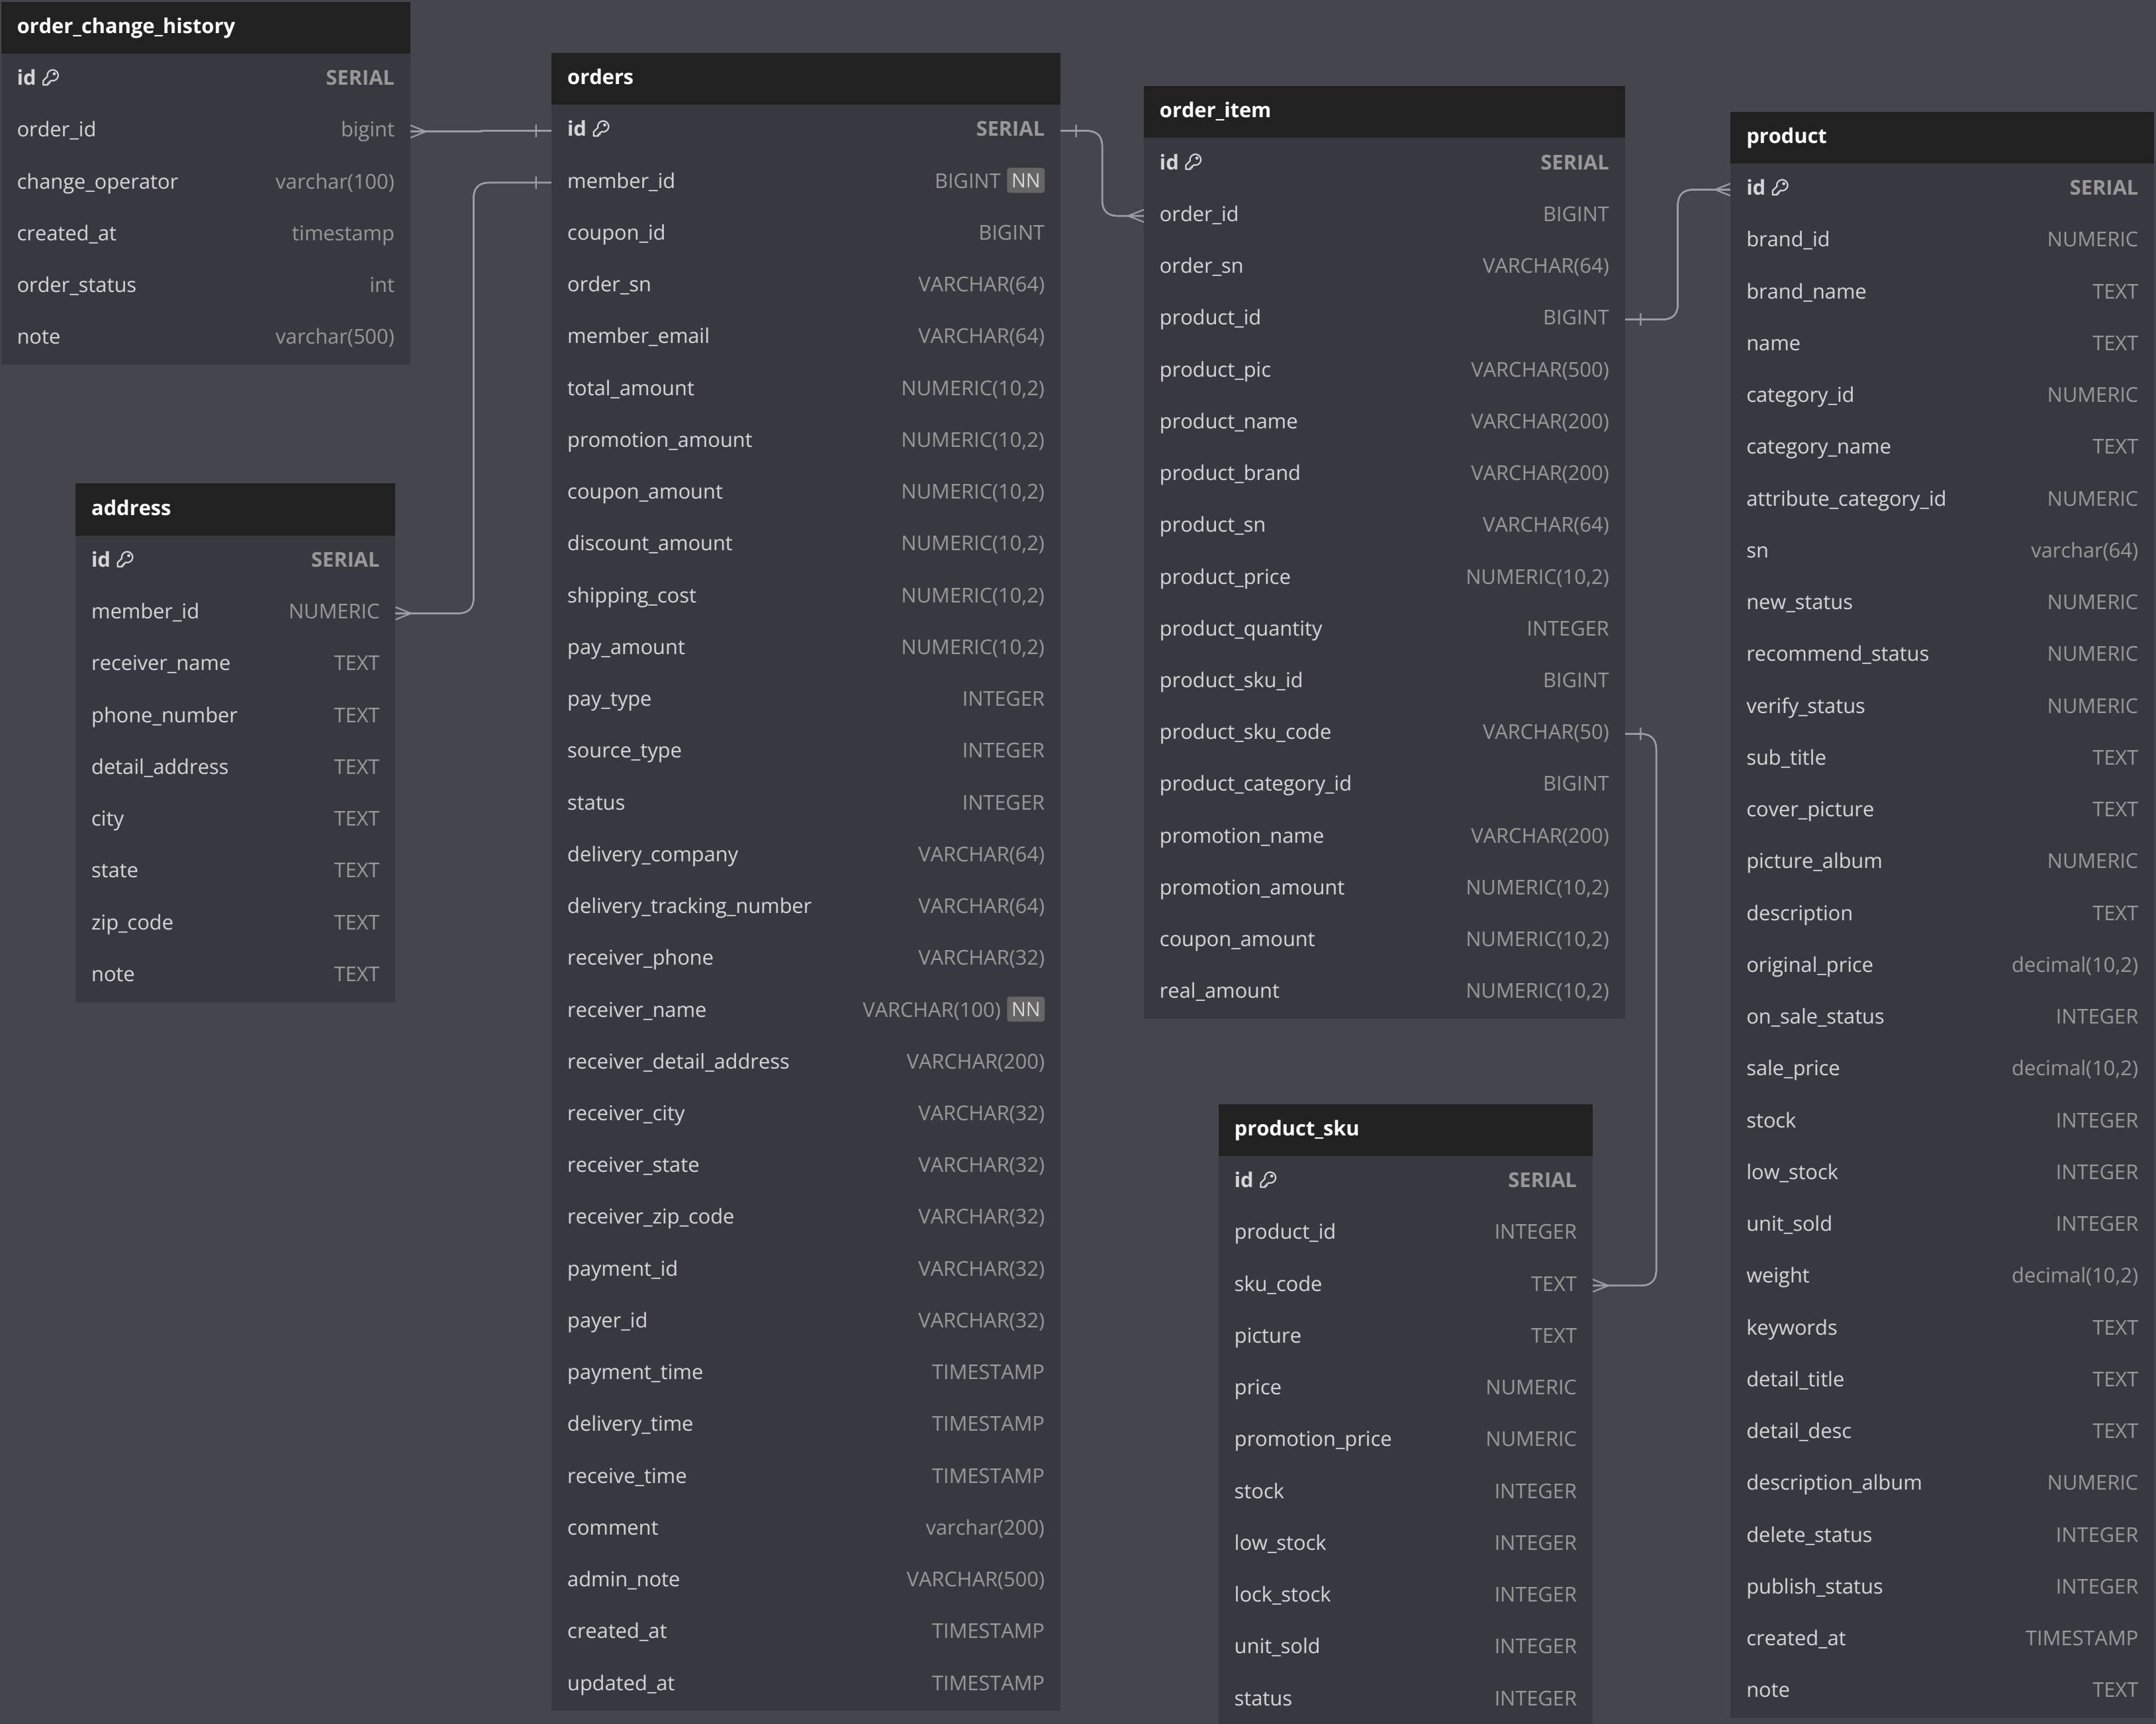 order_change_history
id SERIAL
order_id bigint
change_operator varchar(100)
created_at timestamp
order_status int
note varchar(500)
address
id SERIAL
member_id NUMERIC
receiver_name TEXT
phone_number TEXT
detail_address TEXT
city TEXT
state TEXT
zip_code TEXT
note TEXT
orders
id SERIAL
member_id BIGINT NN
coupon_id BIGINT
order_sn VARCHAR(64)
member_email VARCHAR(64)
total_amount NUMERIC(10,2)
promotion_amount NUMERIC(10,2)
coupon_amount NUMERIC(10,2)
discount_amount NUMERIC(10,2)
shipping_cost NUMERIC(10,2)
pay_amount NUMERIC(10,2)
pay_type INTEGER
source_type INTEGER
status INTEGER
delivery_company VARCHAR(64)
delivery_tracking_number VARCHAR(64)
receiver_phone VARCHAR(32)
receiver_name VARCHAR(100) NN
receiver_detail_address VARCHAR(200)
receiver_city VARCHAR(32)
receiver_state VARCHAR(32)
receiver_zip_code VARCHAR(32)
payment_id VARCHAR(32)
payer_id VARCHAR(32)
payment_time TIMESTAMP
delivery_time TIMESTAMP
receive_time TIMESTAMP
comment varchar(200)
admin_note VARCHAR(500)
created_at TIMESTAMP
updated_at TIMESTAMP
order_item
id SERIAL
order_id BIGINT
order_sn VARCHAR(64)
product_id BIGINT
product_pic VARCHAR(500)
product_name VARCHAR(200)
product_brand VARCHAR(200)
product_sn VARCHAR(64)
product_price NUMERIC(10,2)
product_quantity INTEGER
product_sku_id BIGINT
product_sku_code VARCHAR(50)
product_category_id BIGINT
promotion_name VARCHAR(200)
promotion_amount NUMERIC(10,2)
coupon_amount NUMERIC(10,2)
real_amount NUMERIC(10,2)
product_sku
id SERIAL
product_id INTEGER
sku_code TEXT
picture TEXT
price NUMERIC
promotion_price NUMERIC
stock INTEGER
low_stock INTEGER
lock_stock INTEGER
unit_sold INTEGER
status INTEGER
product
id SERIAL
brand_id NUMERIC
brand_name TEXT
name TEXT
category_id NUMERIC
category_name TEXT
attribute_category_id NUMERIC
sn varchar(64)
new_status NUMERIC
recommend_status NUMERIC
verify_status NUMERIC
sub_title TEXT
cover_picture TEXT
picture_album NUMERIC
description TEXT
original_price decimal(10,2)
on_sale_status INTEGER
sale_price decimal(10,2)
stock INTEGER
low_stock INTEGER
unit_sold INTEGER
weight decimal(10,2)
keywords TEXT
detail_title TEXT
detail_desc TEXT
description_album NUMERIC
delete_status INTEGER
publish_status INTEGER
created_at TIMESTAMP
note TEXT